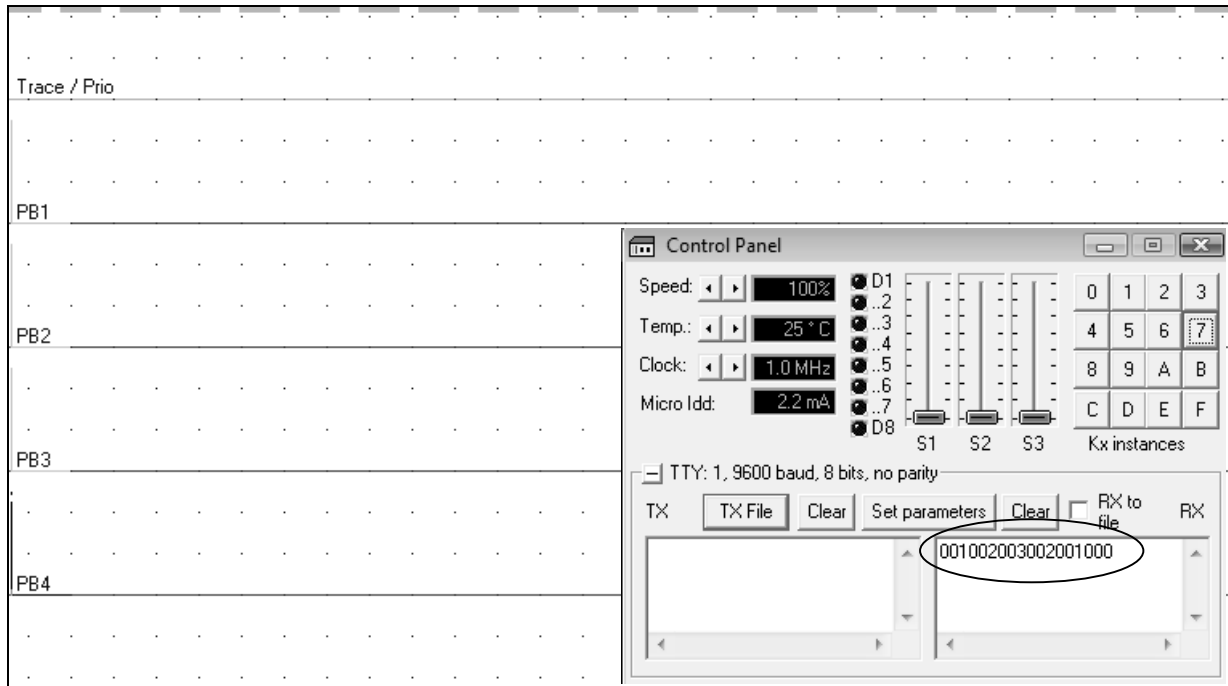 Trace / Prio
PB1
PB2
PB3
PB4
Control Panel
Speed: 100%
Temp.: 25 ° C
Clock: 1.0 MHz
Micro Idd: 2.2 mA
D1
..2
..3
..4
..5
..6
..7
D8
S1 S2 S3
0 1 2 3
4 5 6 7
8 9 A B
C D E F
Kx instances
TTY: 1, 9600 baud, 8 bits, no parity
TX TX File Clear Set parameters Clear RX to file RX
001002003002001000